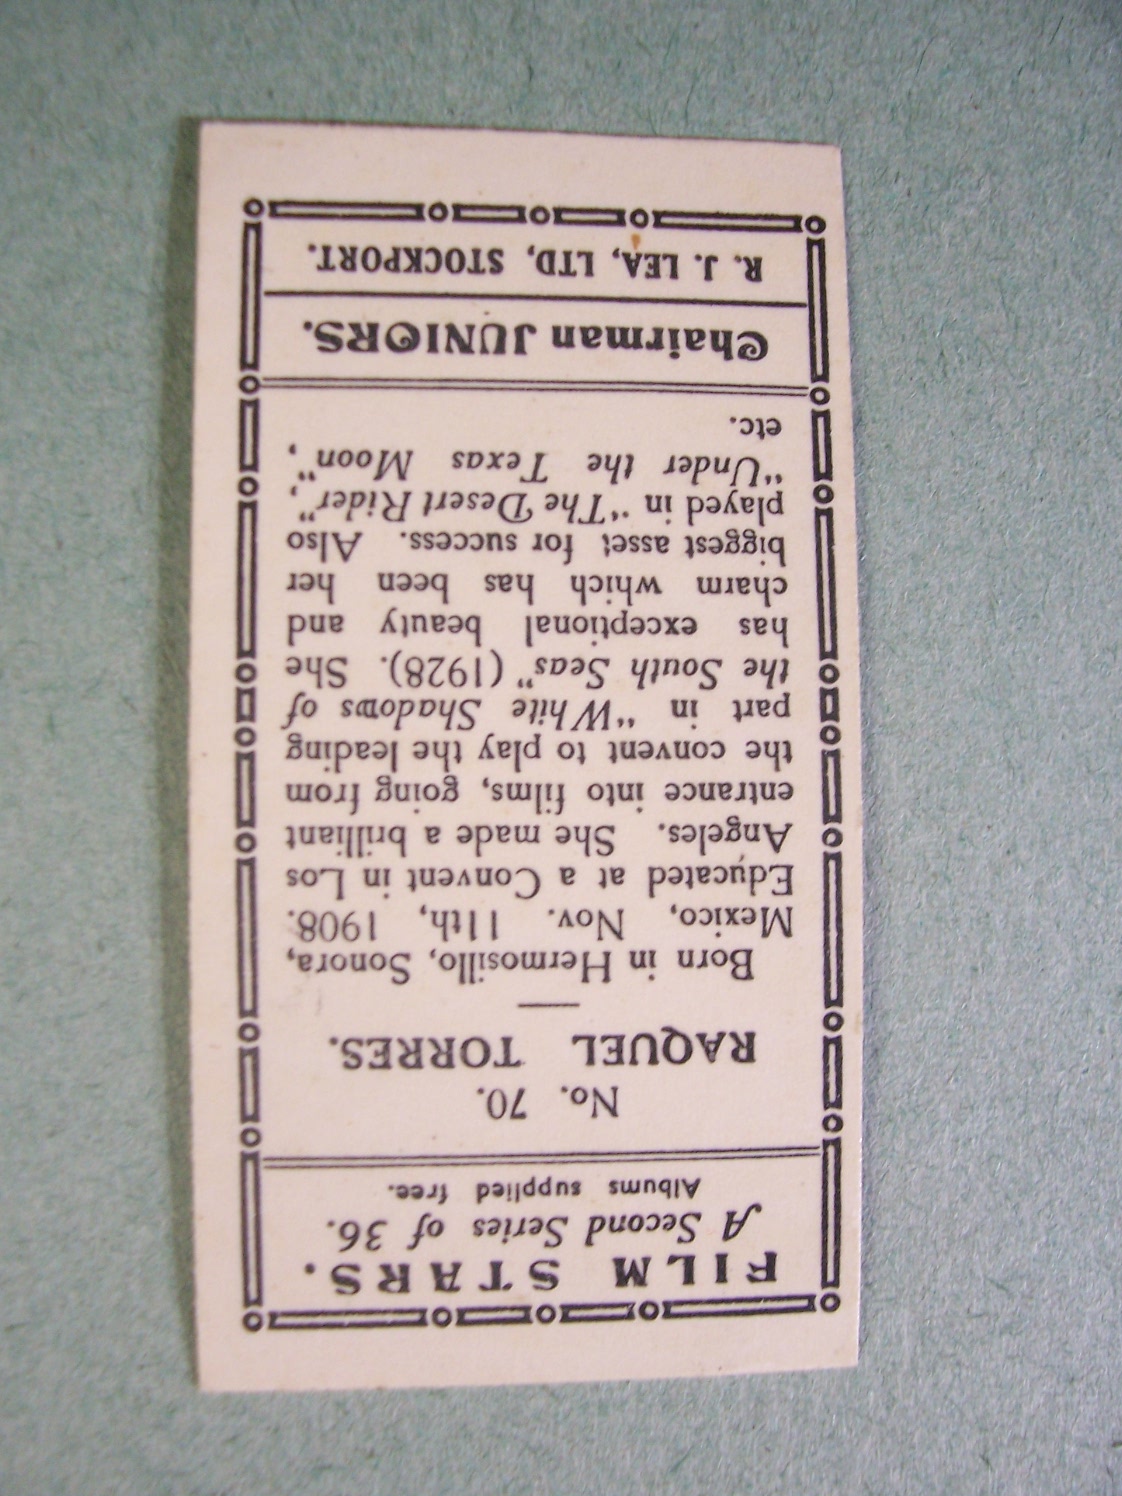 FILM STARS.
A Second Series of 36.
Albums supplied free.
No. 70.
RAQUEL TORRES.
Born in Hermosillo, Sonora,
Mexico, Nov. 11th, 1908.
Educated at a Convent in Los
Angeles. She made a brilliant
entrance into films, going from
the convent to play the leading
part in "White Shadows of
the South Seas" (1928). She
has exceptional beauty and
charm which has been her
biggest asset for success. Also
played in "The Desert Rider",
"Under the Texas Moon",
etc.
Chairman JUNIORS.
R. J. LEA, LTD, STOCKPORT.